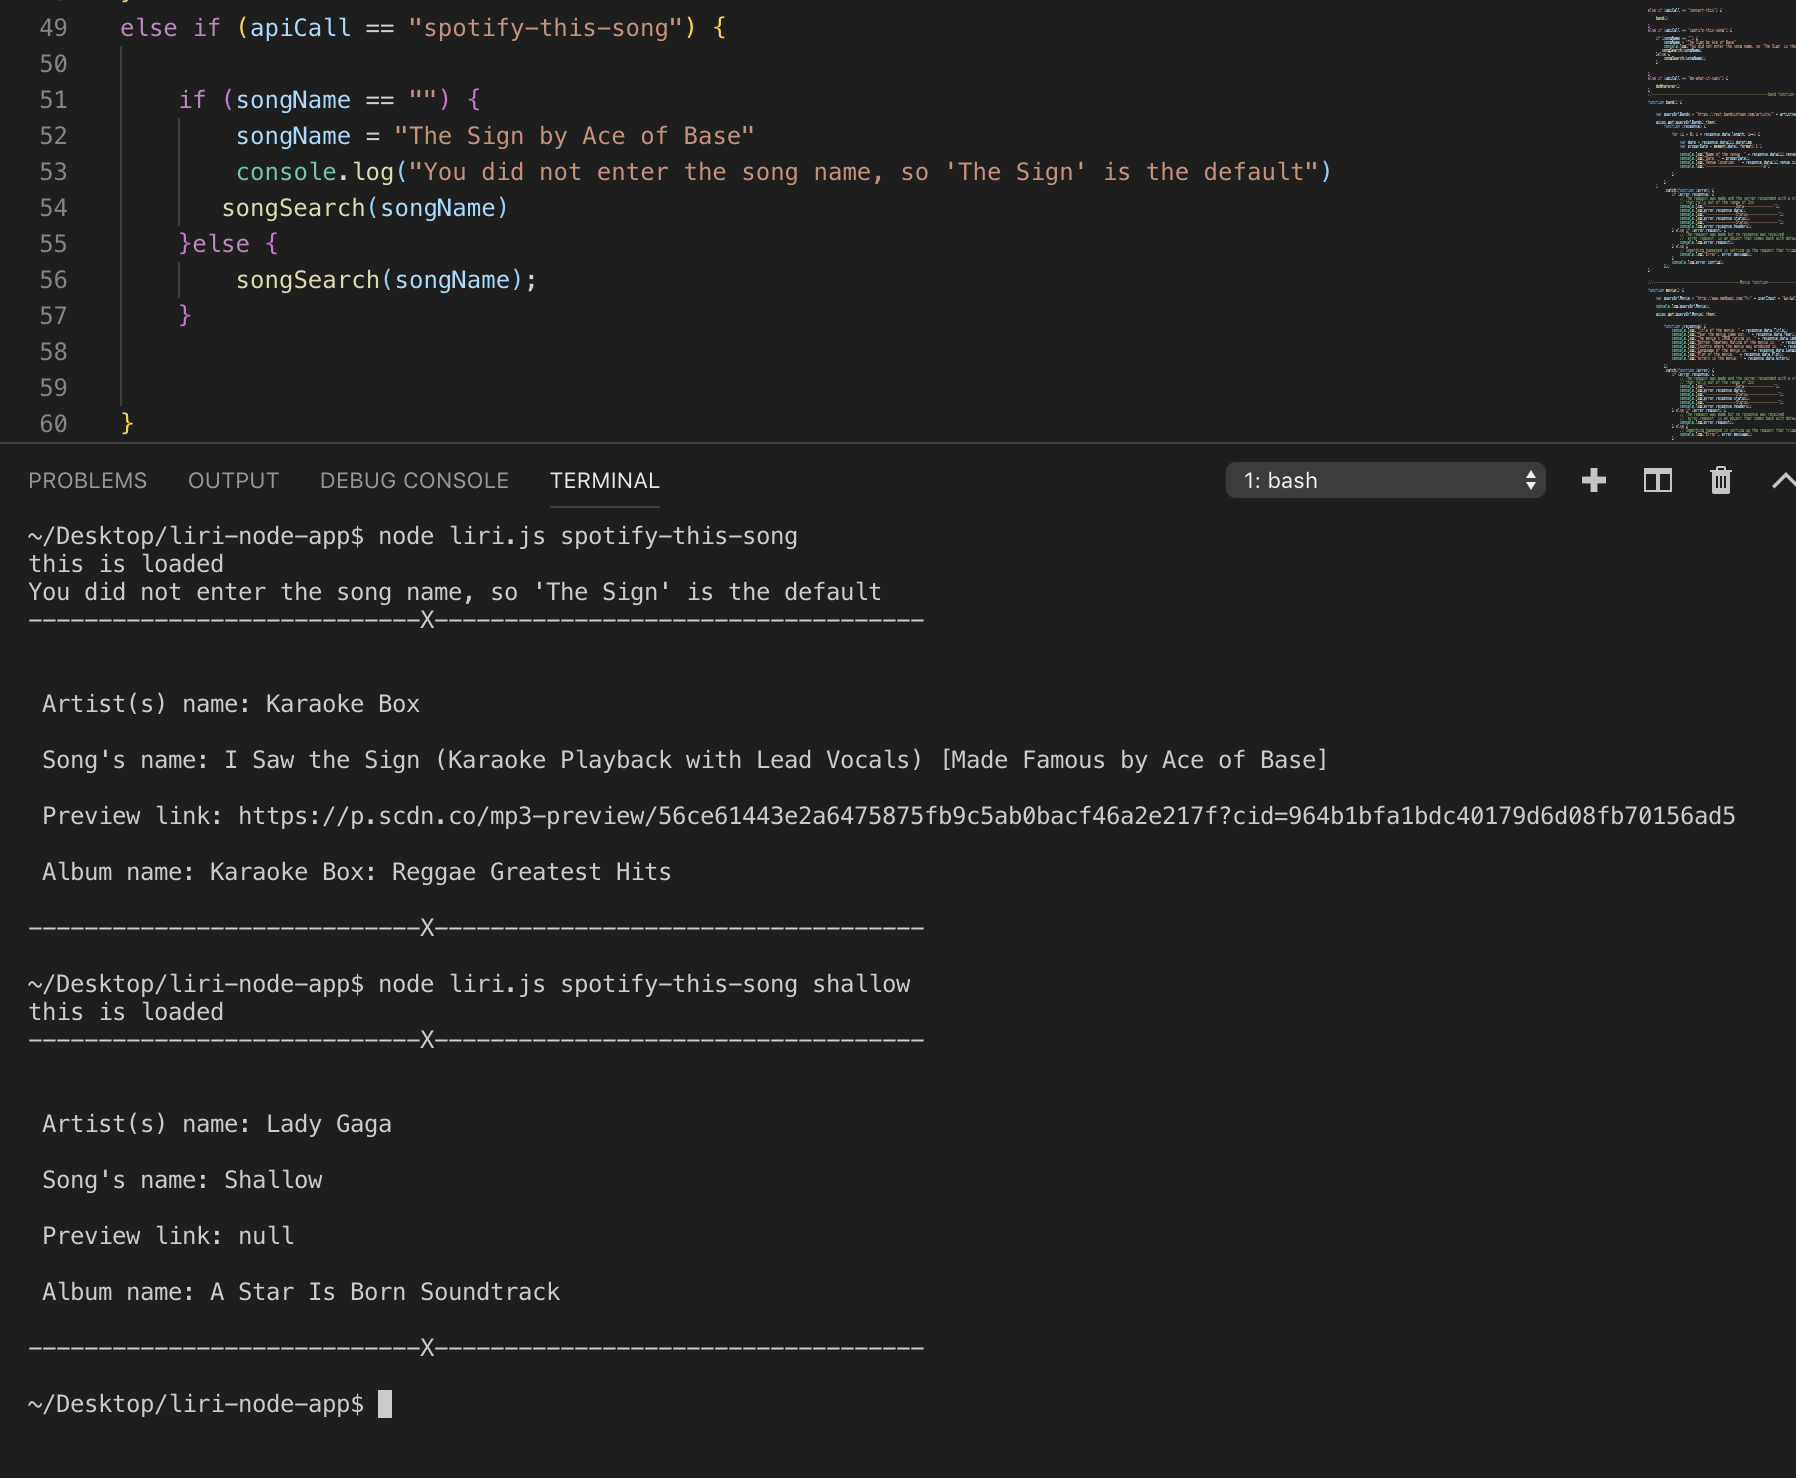 49 else if (apiCall == "spotify-this-song") {
50
51 if (songName == "") {
52 songName = "The Sign by Ace of Base"
53 console.log("You did not enter the song name, so 'The Sign' is the default")
54 songSearch(songName)
55 }else {
56 songSearch(songName);
57 }
58
59
60 }
PROBLEMS OUTPUT DEBUG CONSOLE TERMINAL 1: bash
~/Desktop/liri-node-app$ node liri.js spotify-this-song
this is loaded
You did not enter the song name, so 'The Sign' is the default
----------------------------X-----------------------------------
Artist(s) name: Karaoke Box
Song's name: I Saw the Sign (Karaoke Playback with Lead Vocals) [Made Famous by Ace of Base]
Preview link: https://p.scdn.co/mp3-preview/56ce61443e2a6475875fb9c5ab0bacf46a2e217f?cid=964b1bfa1bdc40179d6d08fb70156ad5
Album name: Karaoke Box: Reggae Greatest Hits
----------------------------X-----------------------------------
~/Desktop/liri-node-app$ node liri.js spotify-this-song shallow
this is loaded
----------------------------X-----------------------------------
Artist(s) name: Lady Gaga
Song's name: Shallow
Preview link: null
Album name: A Star Is Born Soundtrack
----------------------------X-----------------------------------
~/Desktop/liri-node-app$